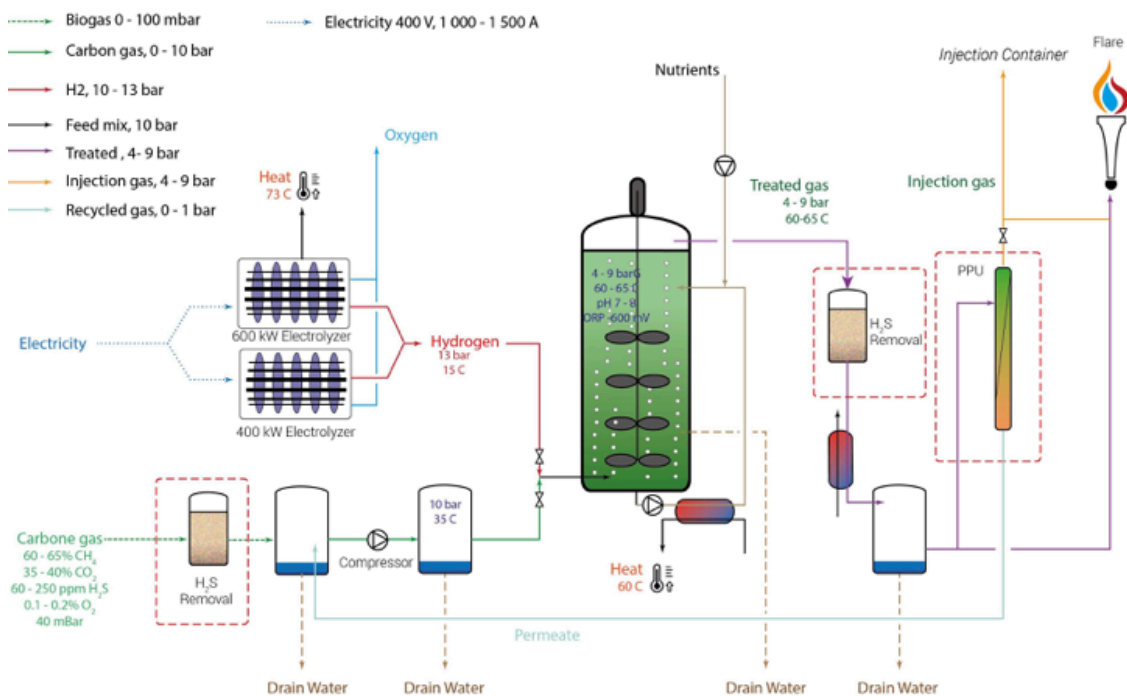 Biogas 0 - 100 mbar
Electricity 400 V, 1 000 - 1 500 A
Carbon gas, 0 - 10 bar
H2, 10 - 13 bar
Feed mix, 10 bar
Treated , 4- 9 bar
Injection gas, 4 - 9 bar
Recycled gas, 0 - 1 bar
Oxygen
Heat
73 C
600 kW Electrolyzer
Electricity
400 kW Electrolyzer
Hydrogen
13 bar
15 C
Nutrients
4 - 9 barG
60 - 65 C
pH 7 - 8
ORP -600 mV
Treated gas
4 - 9 bar
60-65 C
Injection gas
Injection Container
Flare
PPU
H2S
Removal
Carbone gas
60 - 65% CH4
35 - 40% CO2
60 - 250 ppm H2S
0.1 - 0.2% O2
40 mBar
H2S
Removal
Compressor
10 bar
35 C
Heat
60 C
Permeate
Drain Water
Drain Water
Drain Water
Drain Water